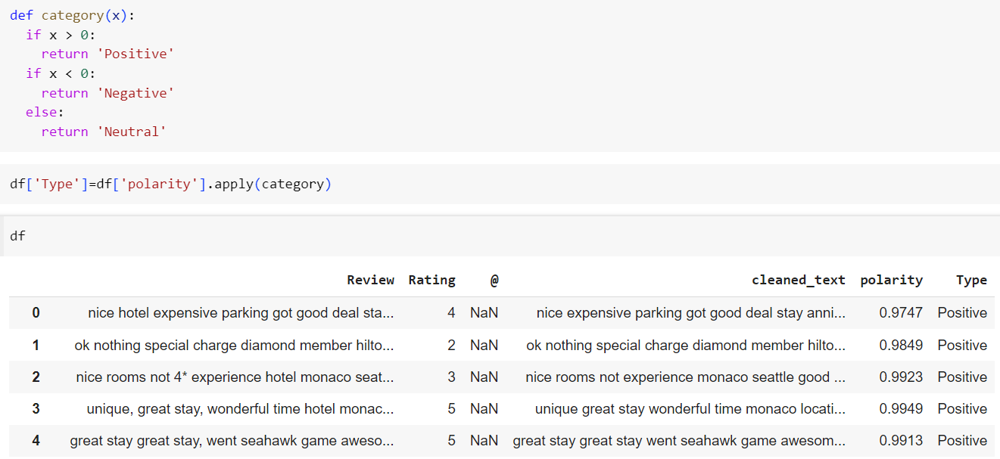 def category(x):
  if x > 0:
    return 'Positive'
  if x < 0:
    return 'Negative'
  else:
    return 'Neutral'
df['Type']=df['polarity'].apply(category)
df
Review Rating @ cleaned_text polarity Type
0 nice hotel expensive parking got good deal sta... 4 NaN nice expensive parking got good deal stay anni... 0.9747 Positive
1 ok nothing special charge diamond member hilto... 2 NaN ok nothing special charge diamond member hilto... 0.9849 Positive
2 nice rooms not 4* experience hotel monaco seat... 3 NaN nice rooms not experience monaco seattle good ... 0.9923 Positive
3 unique, great stay, wonderful time hotel monac... 5 NaN unique great stay wonderful time monaco locati... 0.9949 Positive
4 great stay great stay, went seahawk game aweso... 5 NaN great stay great stay went seahawk game awesom... 0.9913 Positive